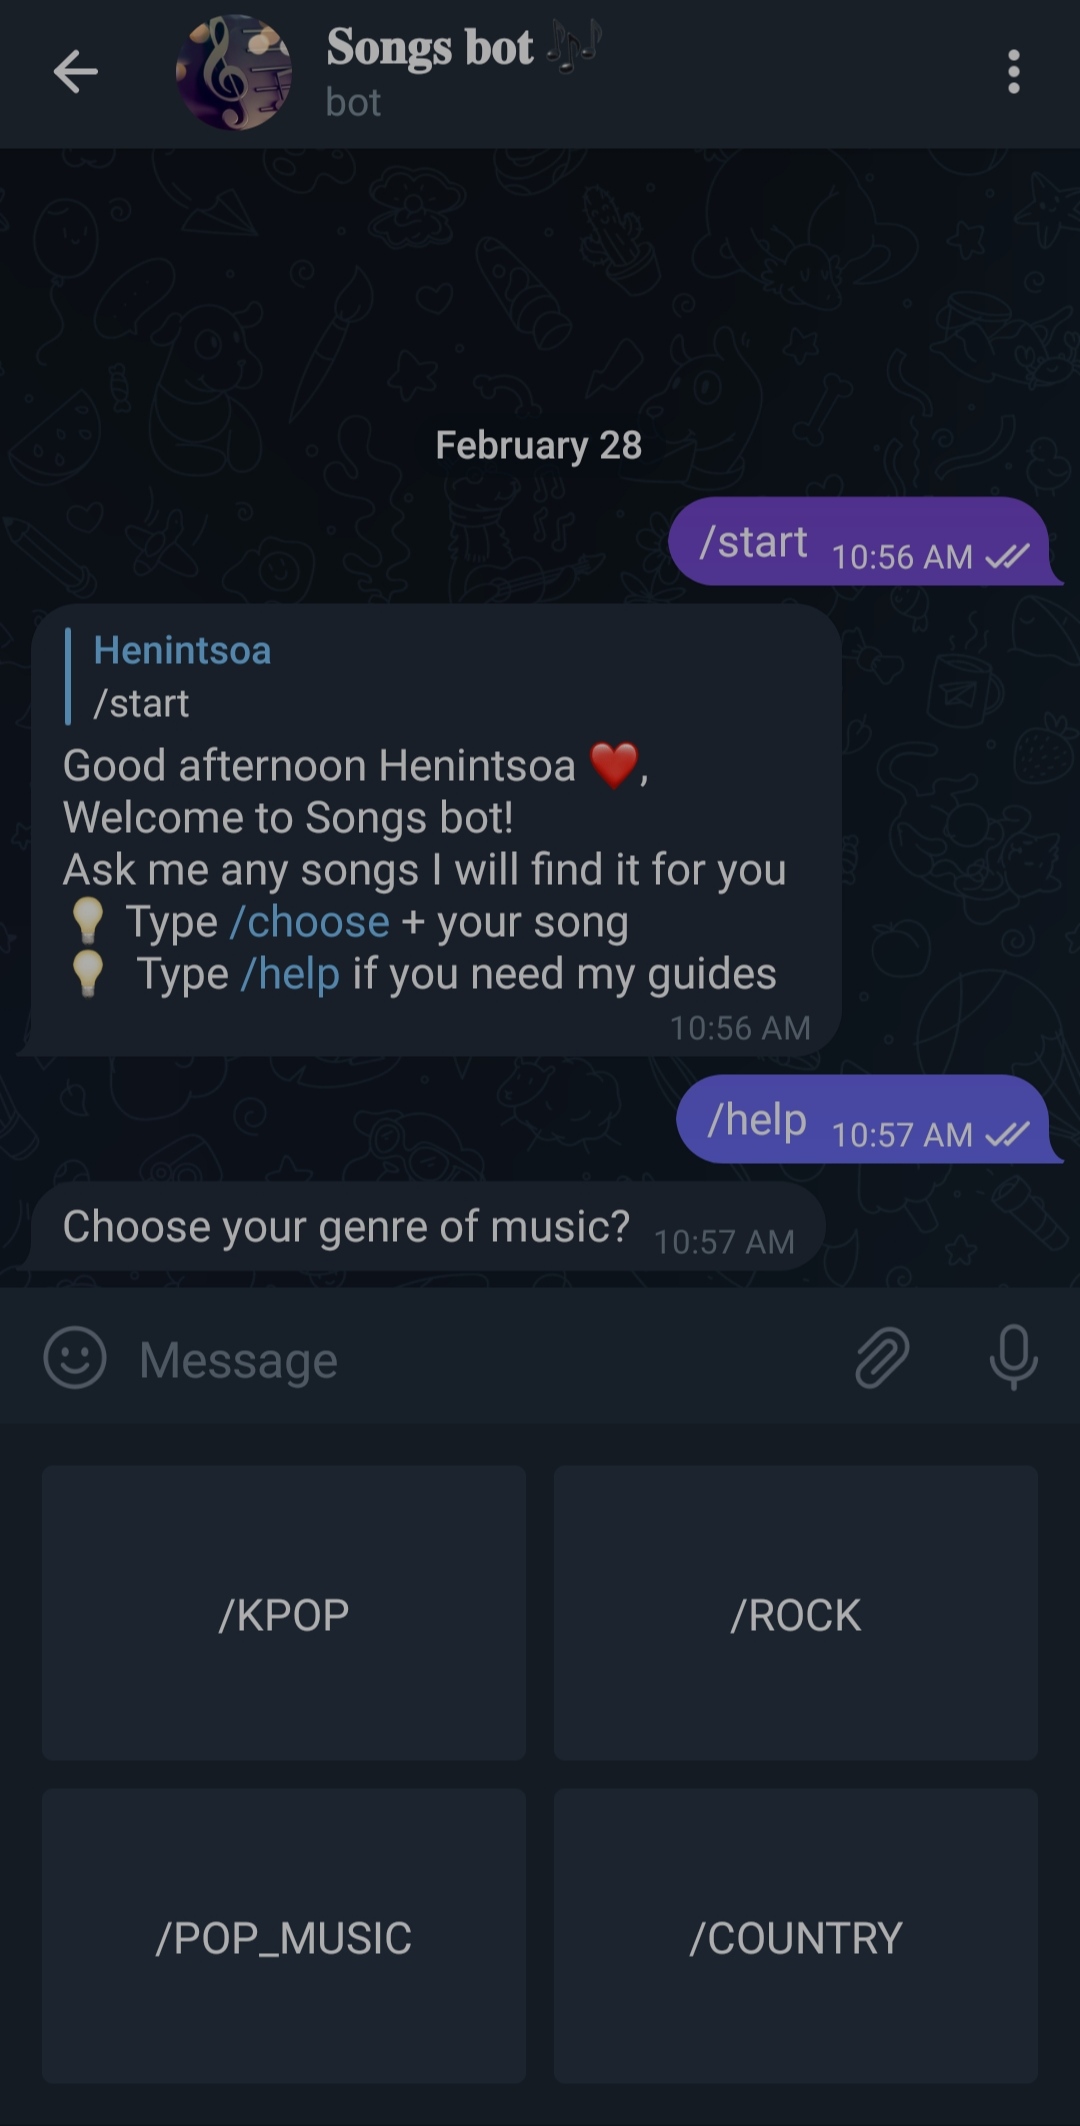 Songs bot 🎶
bot
February 28
/start 10:56 AM
Henintsoa
/start
Good afternoon Henintsoa ❤️,
Welcome to Songs bot!
Ask me any songs I will find it for you
💡 Type /choose + your song
💡 Type /help if you need my guides
10:56 AM
/help 10:57 AM
Choose your genre of music? 10:57 AM
Message
/KPOP
/ROCK
/POP_MUSIC
/COUNTRY